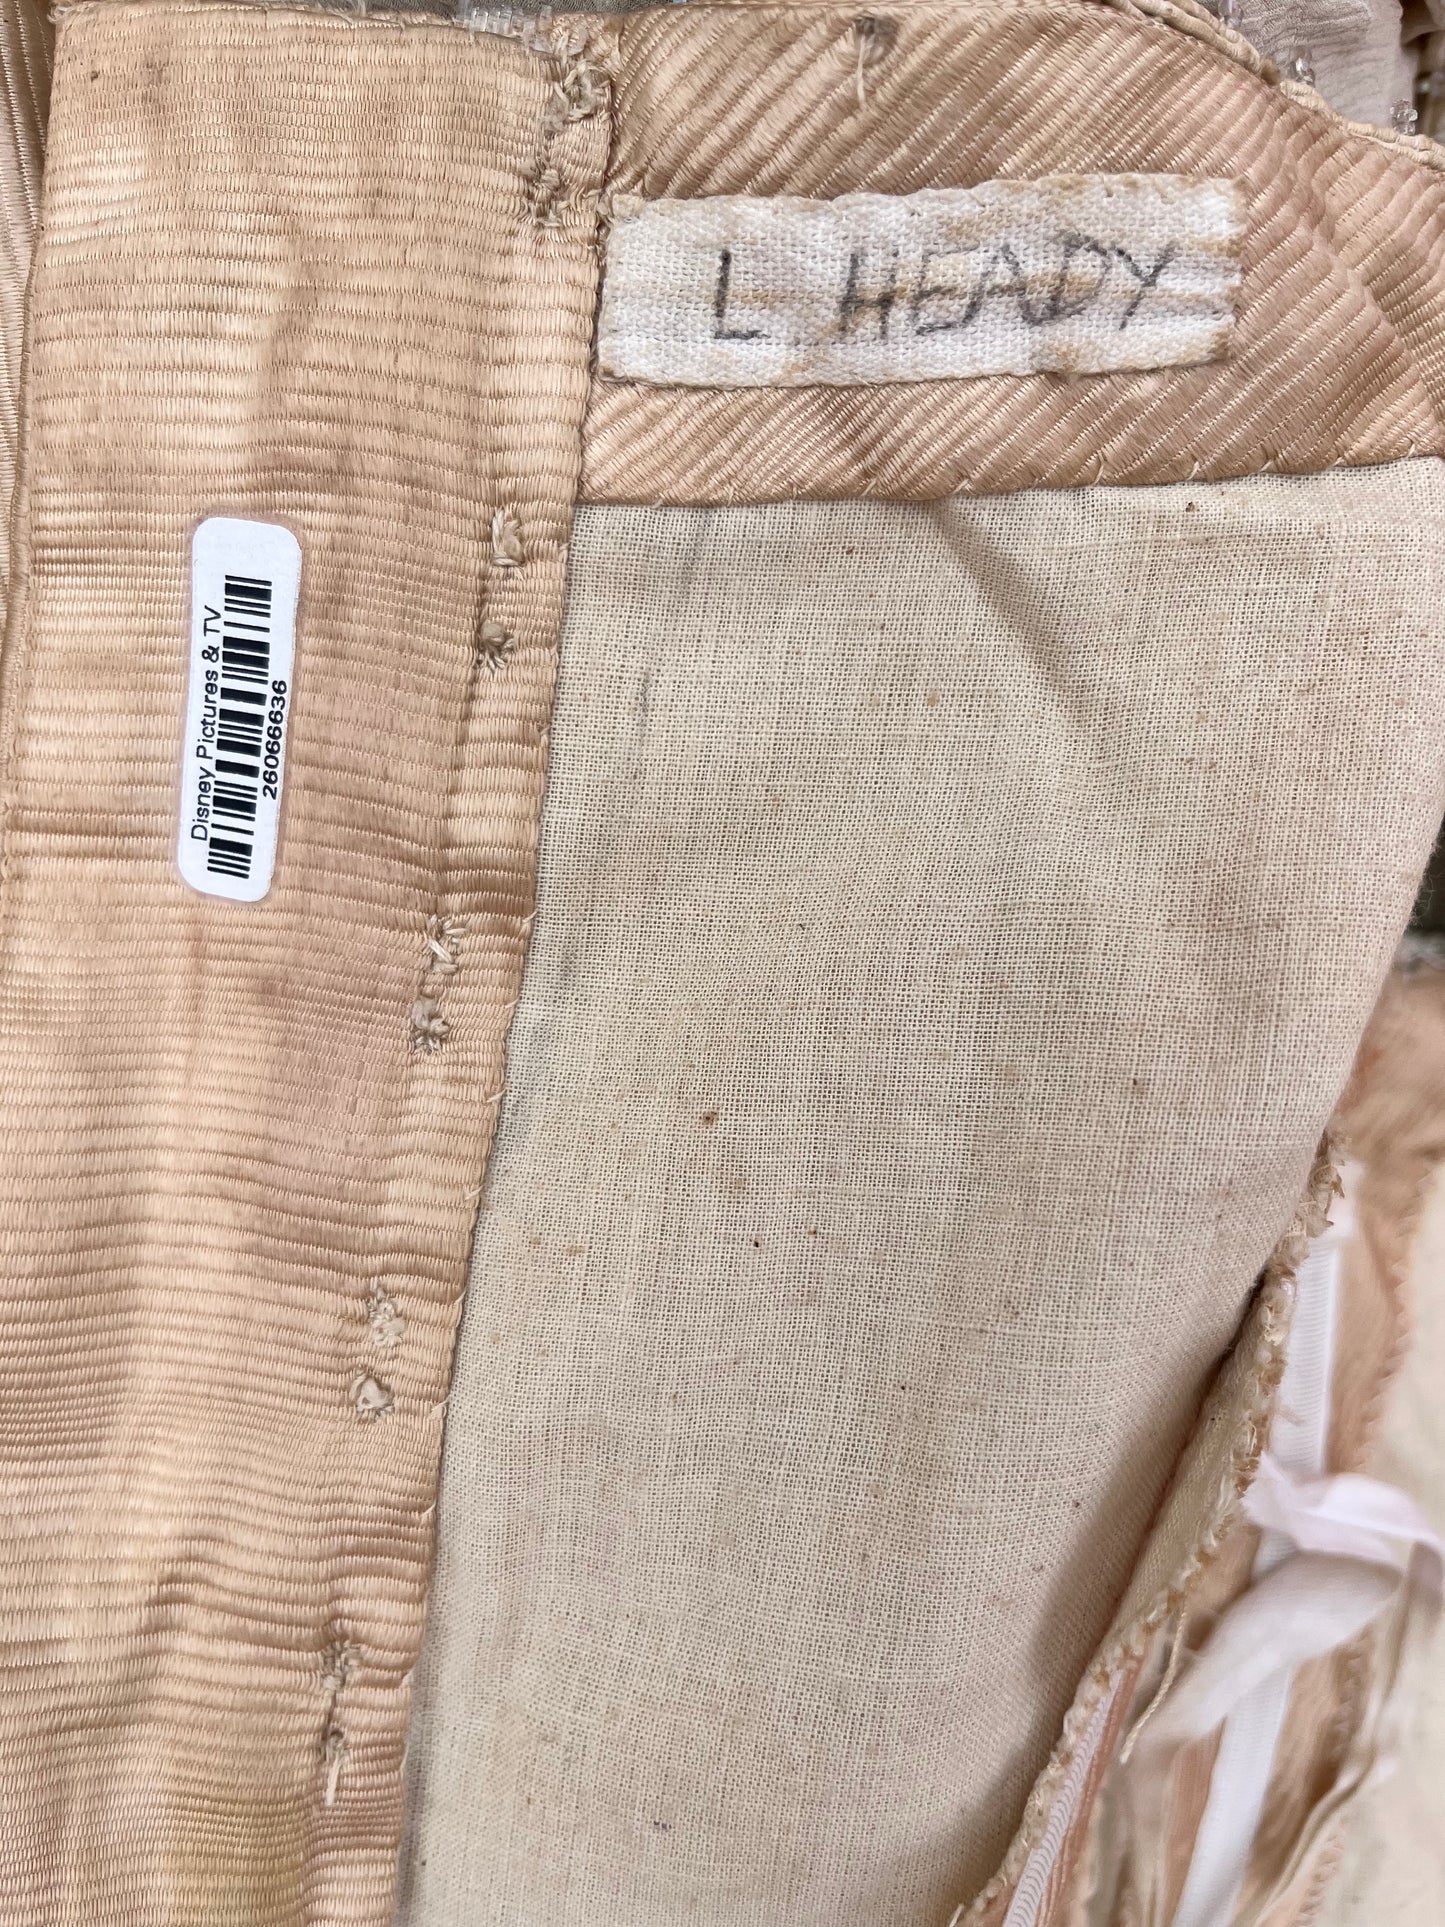 L HEADY
Disney Pictures & TV
26066636